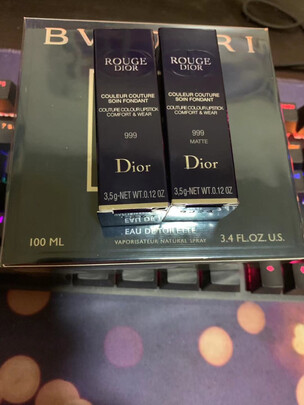 BVLGARI
ROUGE
DIOR
COULEUR COUTURE
SOIN FONDANT
COUTURE COLOUR LIPSTICK
COMFORT & WEAR
999
Dior
3,5g-NET WT.0.12 OZ
ROUGE
DIOR
COULEUR COUTURE
SOIN FONDANT
COUTURE COLOUR LIPSTICK
COMFORT & WEAR
999
MATTE
Dior
3,5g-NET WT.0.12 OZ
EAU DE TOILETTE
100 ML
VAPORISATEUR NATUREL SPRAY
3.4 FL.OZ. U.S.